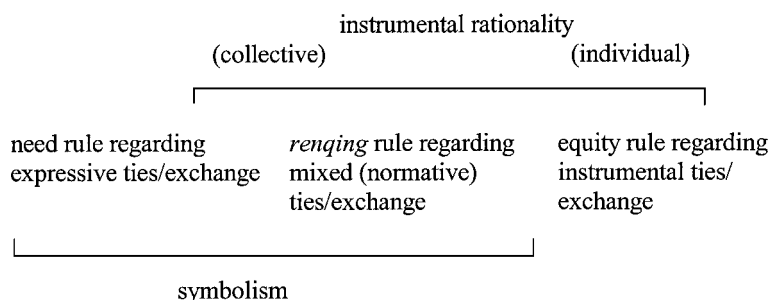 instrumental rationality
(collective) (individual)
need rule regarding
expressive ties/exchange
renqing rule regarding
mixed (normative)
ties/exchange
equity rule regarding
instrumental ties/
exchange
symbolism